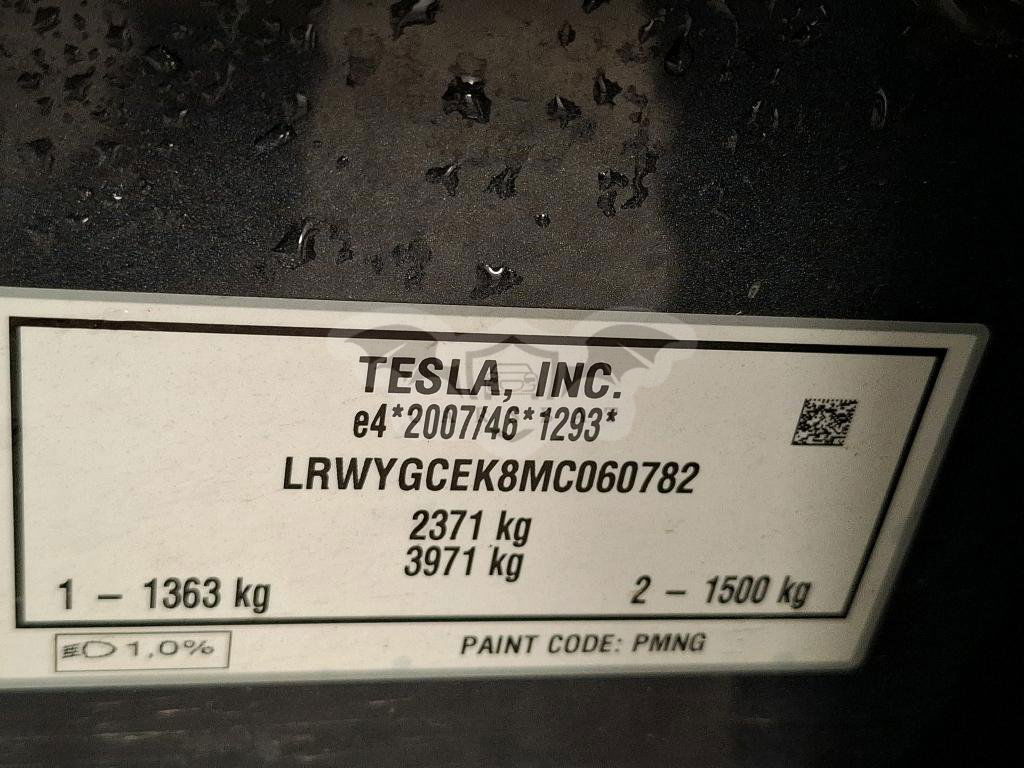 TESLA, INC.
e4*2007/46*1293*
LRWYGCEK8MC060782
2371 kg
3971 kg
1 – 1363 kg
2 – 1500 kg
1,0%
PAINT CODE: PMNG